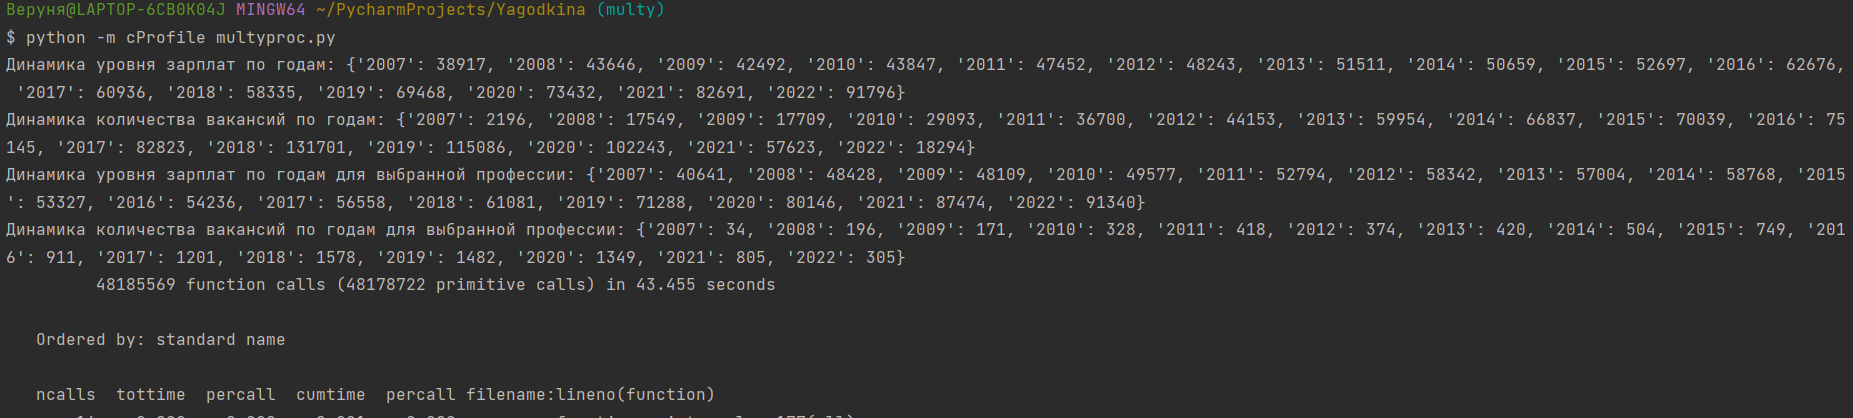 Веруня@LAPTOP-6CB0K04J MINGW64 ~/PycharmProjects/Yagodkina (multy)
$ python -m cProfile multyproc.py
Динамика уровня зарплат по годам: {'2007': 38917, '2008': 43646, '2009': 42492, '2010': 43847, '2011': 47452, '2012': 48243, '2013': 51511, '2014': 50659, '2015': 52697, '2016': 62676,
'2017': 60936, '2018': 58335, '2019': 69468, '2020': 73432, '2021': 82691, '2022': 91796}
Динамика количества вакансий по годам: {'2007': 2196, '2008': 17549, '2009': 17709, '2010': 29093, '2011': 36700, '2012': 44153, '2013': 59954, '2014': 66837, '2015': 70039, '2016': 75
145, '2017': 82823, '2018': 131701, '2019': 115086, '2020': 102243, '2021': 57623, '2022': 18294}
Динамика уровня зарплат по годам для выбранной профессии: {'2007': 40641, '2008': 48428, '2009': 48109, '2010': 49577, '2011': 52794, '2012': 58342, '2013': 57004, '2014': 58768, '2015
': 53327, '2016': 54236, '2017': 56558, '2018': 61081, '2019': 71288, '2020': 80146, '2021': 87474, '2022': 91340}
Динамика количества вакансий по годам для выбранной профессии: {'2007': 34, '2008': 196, '2009': 171, '2010': 328, '2011': 418, '2012': 374, '2013': 420, '2014': 504, '2015': 749, '201
6': 911, '2017': 1201, '2018': 1578, '2019': 1482, '2020': 1349, '2021': 805, '2022': 305}
48185569 function calls (48178722 primitive calls) in 43.455 seconds
Ordered by: standard name
ncalls tottime percall cumtime percall filename:lineno(function)